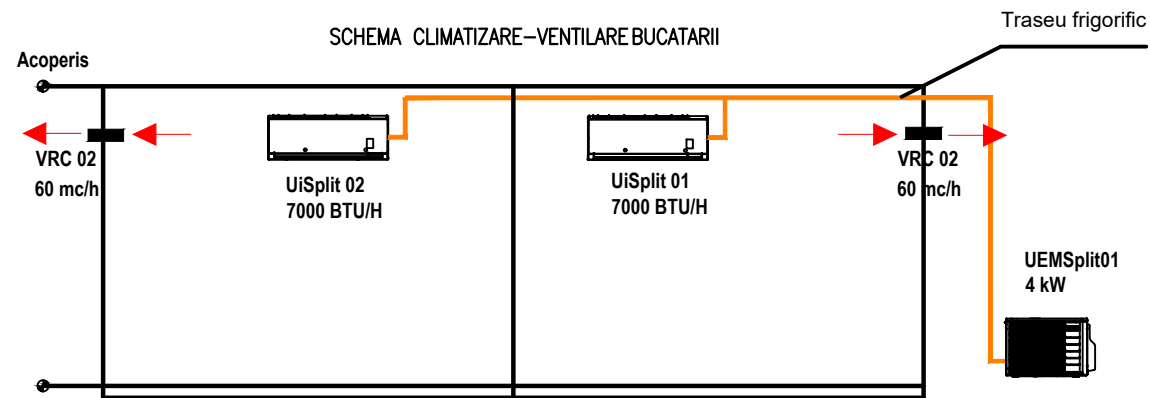 Traseu frigorific
SCHEMA CLIMATIZARE-VENTILARE BUCATARII
Acoperis
VRC 02
60 mc/h
UiSplit 02
7000 BTU/H
UiSplit 01
7000 BTU/H
VRC 02
60 mc/h
UEMSplit01
4 kW